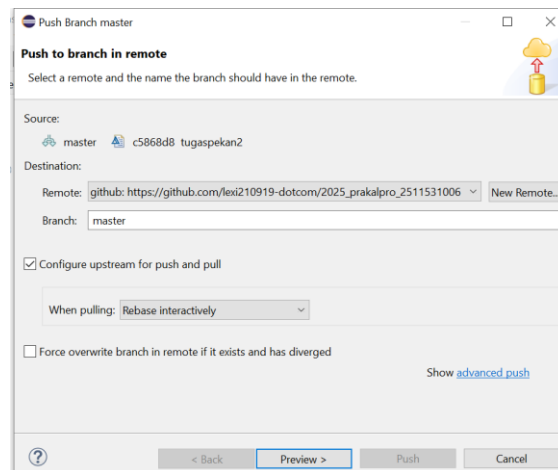 Push Branch master
Push to branch in remote
Select a remote and the name the branch should have in the remote.
Source:
master c5868d8 tugaspekan2
Destination:
Remote: github: https://github.com/lexi210919-dotcom/2025_prakalpro_2511531006 New Remote...
Branch: master
Configure upstream for push and pull
When pulling: Rebase interactively
Force overwrite branch in remote if it exists and has diverged
Show advanced push
? < Back Preview > Push Cancel